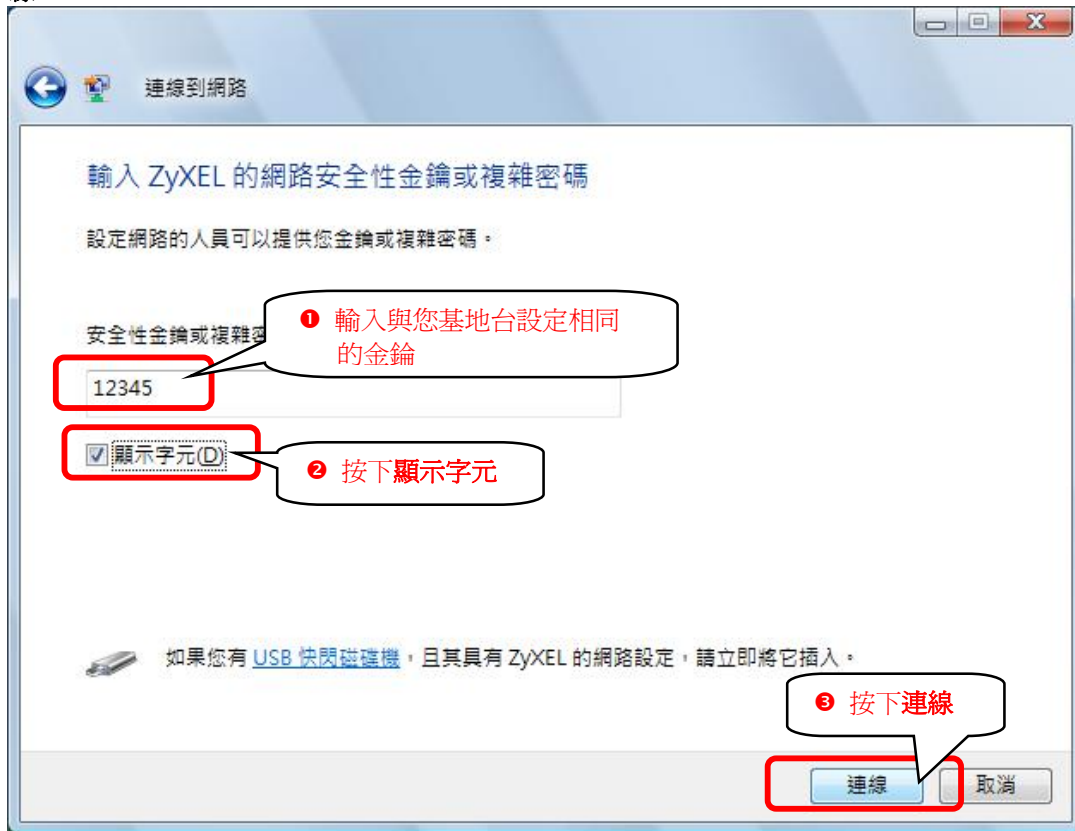 連線到網路
輸入 ZyXEL 的網路安全性金鑰或複雜密碼
設定網路的人員可以提供您金鑰或複雜密碼。
安全性金鑰或複雜
❶ 輸入與您基地台設定相同
的金鑰
12345
顯示字元(D)
❷ 按下顯示字元
如果您有 USB 快閃磁碟機，且其具有 ZyXEL 的網路設定，請立即將它插入。
❸ 按下連線
連線
取消